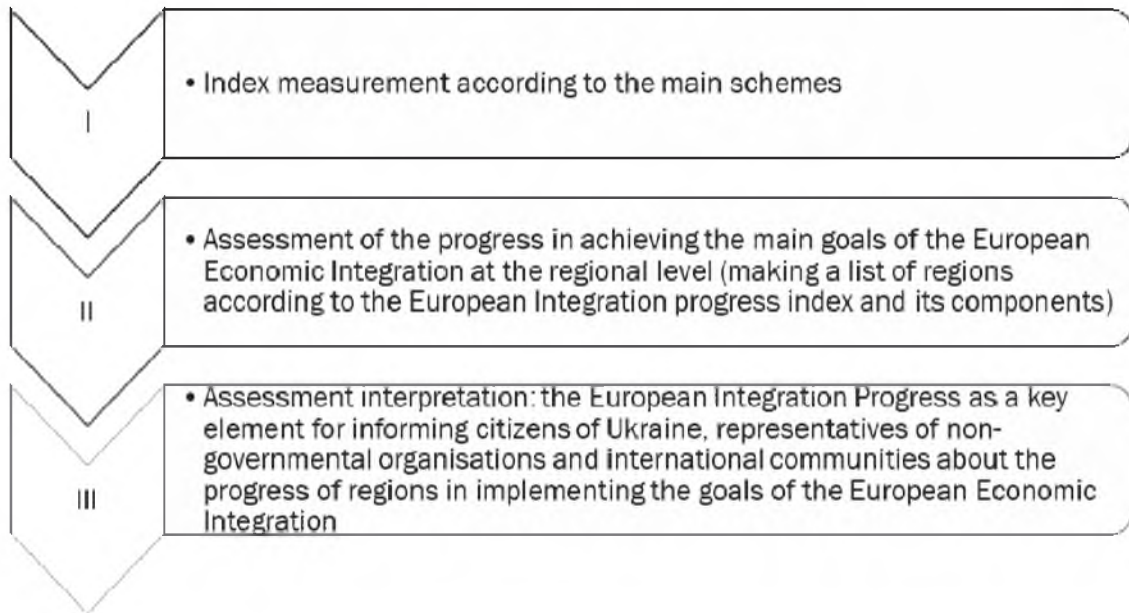 I
• Index measurement according to the main schemes
II
• Assessment of the progress in achieving the main goals of the European
Economic Integration at the regional level (making a list of regions
according to the European Integration progress index and its components)
III
• Assessment interpretation: the European Integration Progress as a key
element for informing citizens of Ukraine, representatives of non-
governmental organisations and international communities about the
progress of regions in implementing the goals of the European Economic
Integration